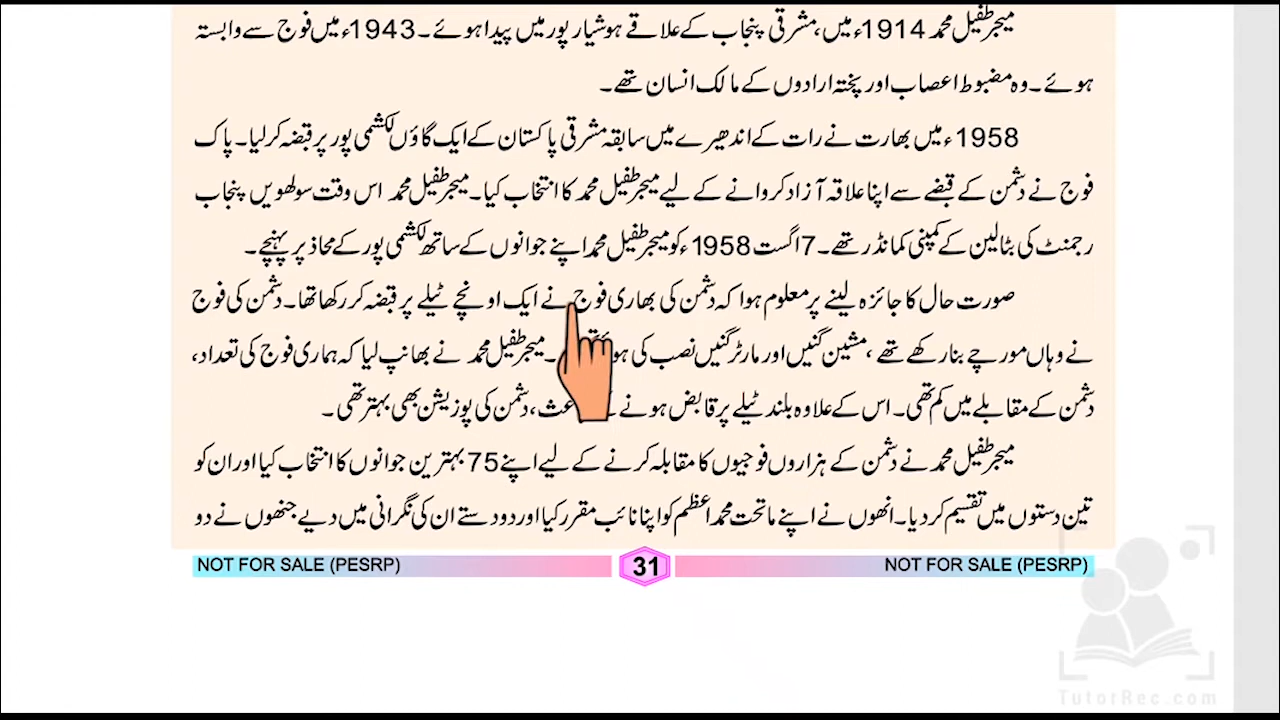 میجر طفیل محمد 1914ء میں، مشرقی پنجاب کے علاقے ہوشیار پور میں پیدا ہوئے۔ 1943ء میں فوج سے وابستہ
ہوئے۔ وہ مضبوط اعصاب اور پختہ ارادوں کے مالک انسان تھے۔
1958ء میں بھارت نے رات کے اندھیرے میں سابقہ مشرقی پاکستان کے ایک گاؤں لکشمی پور پر قبضہ کر لیا۔ پاک
فوج نے دشمن کے قبضے سے اپنا علاقہ آزاد کروانے کے لیے میجر طفیل محمد کا انتخاب کیا۔ میجر طفیل محمد اس وقت سولھویں پنجاب
رجمنٹ کی بٹالین کے کمپنی کمانڈر تھے۔ 7 اگست 1958ء کو میجر طفیل محمد اپنے جوانوں کے ساتھ لکشمی پور کے محاذ پر پہنچے۔
صورت حال کا جائزہ لینے پر معلوم ہوا کہ دشمن کی بھاری فوج نے ایک اونچے ٹیلے پر قبضہ کر رکھا تھا۔ دشمن کی فوج
نے وہاں مورچے بنا رکھے تھے، مشین گنیں اور مارٹر گنیں نصب کی ۔ میجر طفیل محمد نے بھانپ لیا کہ ہماری فوج کی تعداد،
دشمن کے مقابلے میں کم تھی۔ اس کے علاوہ بلند ٹیلے پر قابض ہونے ، دشمن کی پوزیشن بھی بہتر تھی۔
میجر طفیل محمد نے دشمن کے ہزاروں فوجیوں کا مقابلہ کرنے کے لیے اپنے 75 بہترین جوانوں کا انتخاب کیا اور ان کو
تین دستوں میں تقسیم کر دیا۔ انھوں نے اپنے ماتحت محمد اعظم کو اپنا نائب مقرر کیا اور دو دستے ان کی نگرانی میں دیے جنھوں نے دو
NOT FOR SALE (PESRP) 31 NOT FOR SALE (PESRP)
TutorRec.com